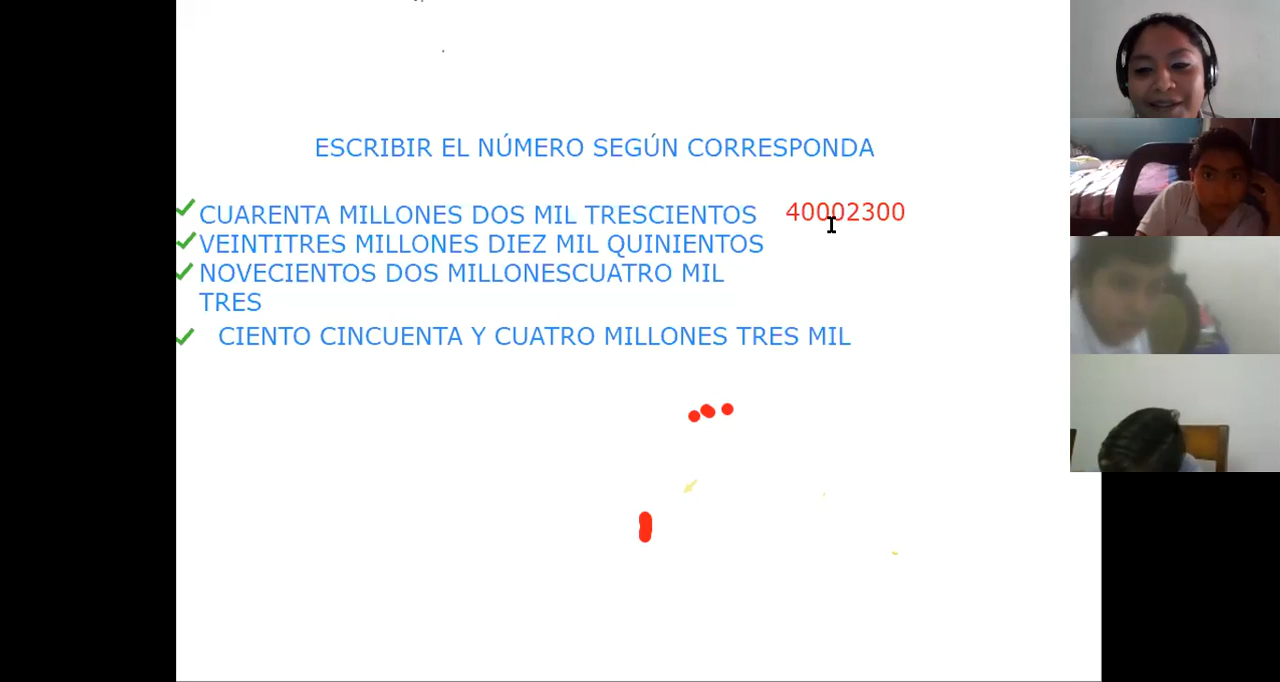 ESCRIBIR EL NÚMERO SEGÚN CORRESPONDA
CUARENTA MILLONES DOS MIL TRESCIENTOS 40002300
VEINTITRES MILLONES DIEZ MIL QUINIENTOS
NOVECIENTOS DOS MILLONESCUATRO MIL
TRES
CIENTO CINCUENTA Y CUATRO MILLONES TRES MIL